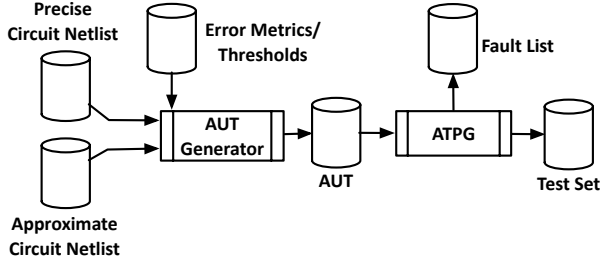 Precise
Circuit Netlist
Error Metrics/
Thresholds
Fault List
AUT
Generator
ATPG
AUT
Test Set
Approximate
Circuit Netlist